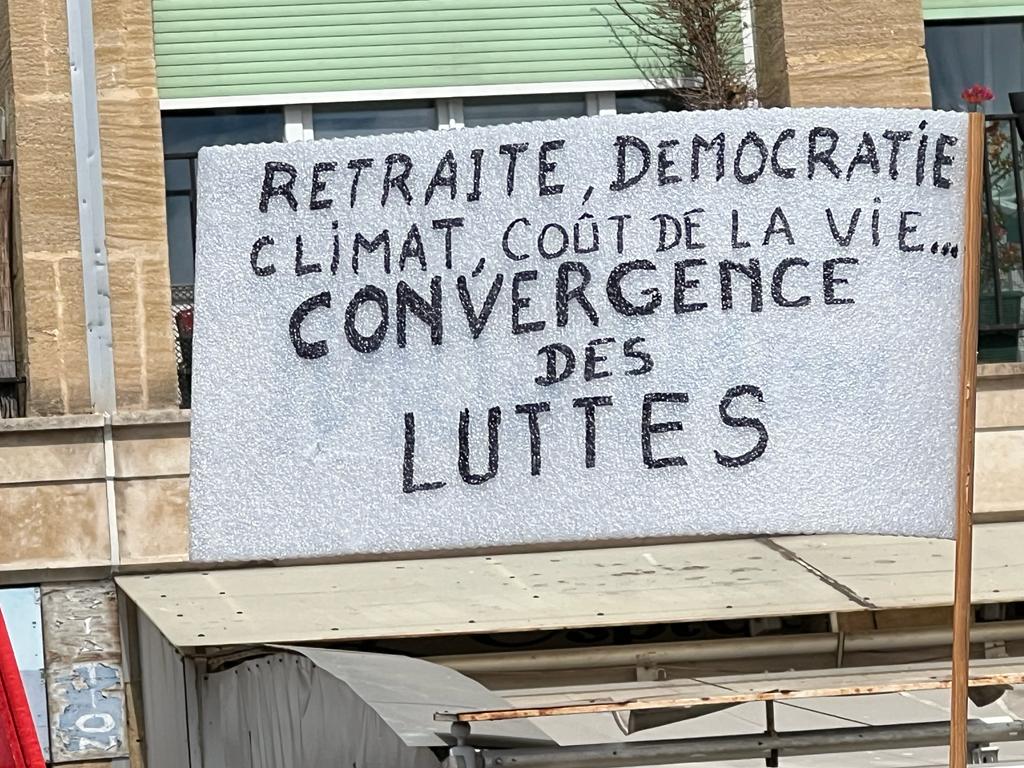 RETRAITE, DEMOCRATIE
CLIMAT, COÛT DE LA VIE...
CONVERGENCE
DES
LUTTES